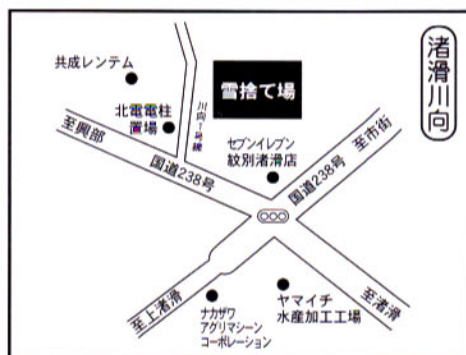 渚滑川向
共成レンテム
雪捨て場
川向1号線
北電電柱
置場
セブンイレブン
紋別渚滑店
至興部
国道238号
国道238号
至市街
至上渚滑
至渚滑
ナカザワ
アグリマシーン
コーポレーション
ヤマイチ
水産加工工場